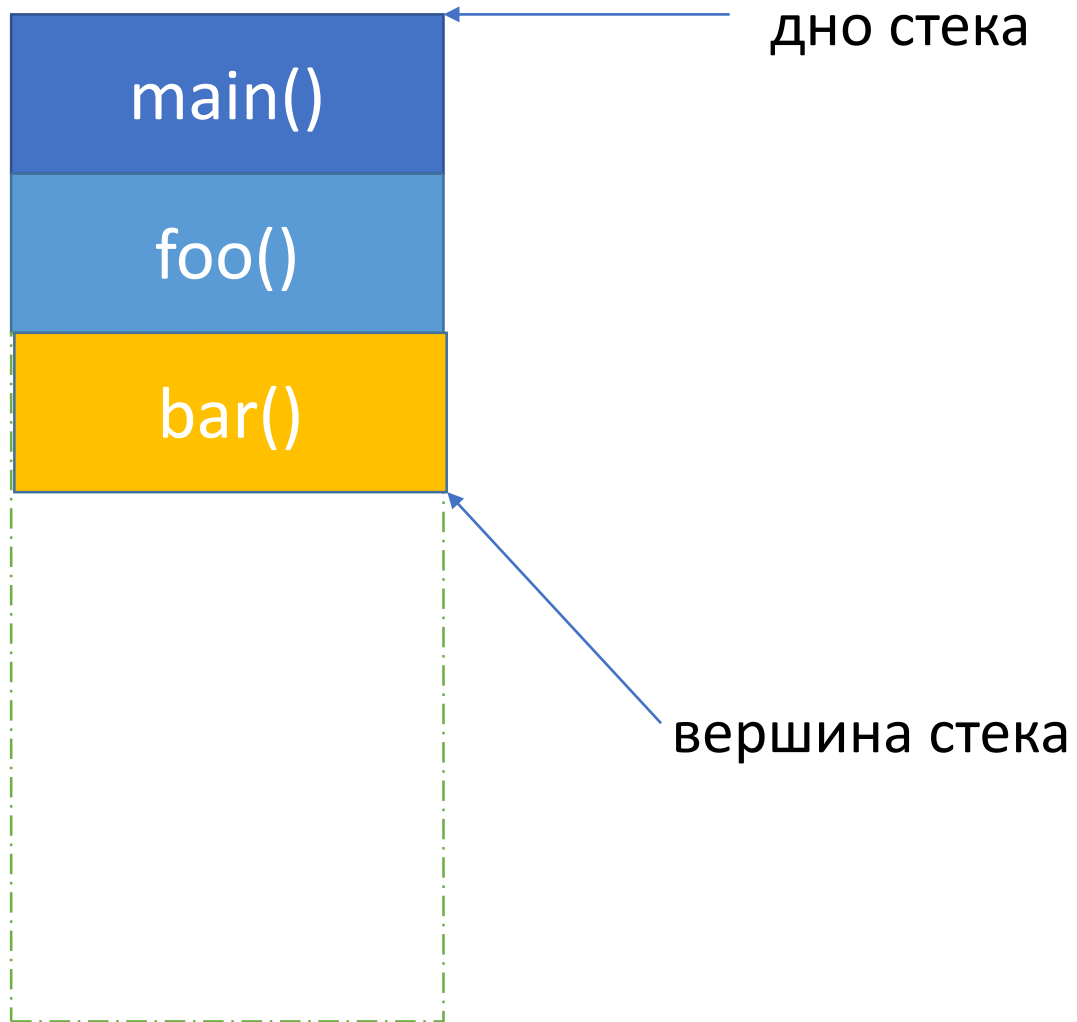 дно стека
main()
foo()
bar()
вершина стека